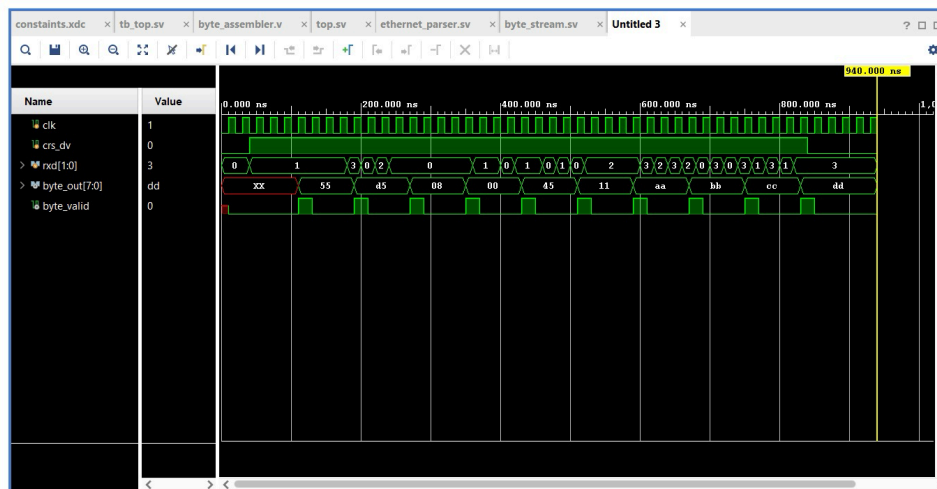 constaints.xdc × tb_top.sv × byte_assembler.v × top.sv × ethernet_parser.sv × byte_stream.sv × Untitled 3 × ?
940.000 ns
Name Value
0.000 ns 200.000 ns 400.000 ns 600.000 ns 800.000 ns 1,0
clk 1
crs_dv 0
rxd[1:0] 3 0 1 3 0 2 0 1 0 1 0 1 0 2 3 2 3 2 0 3 0 3 1 3 1 3
byte_out[7:0] dd XX 55 d5 08 00 45 11 aa bb cc dd
byte_valid 0